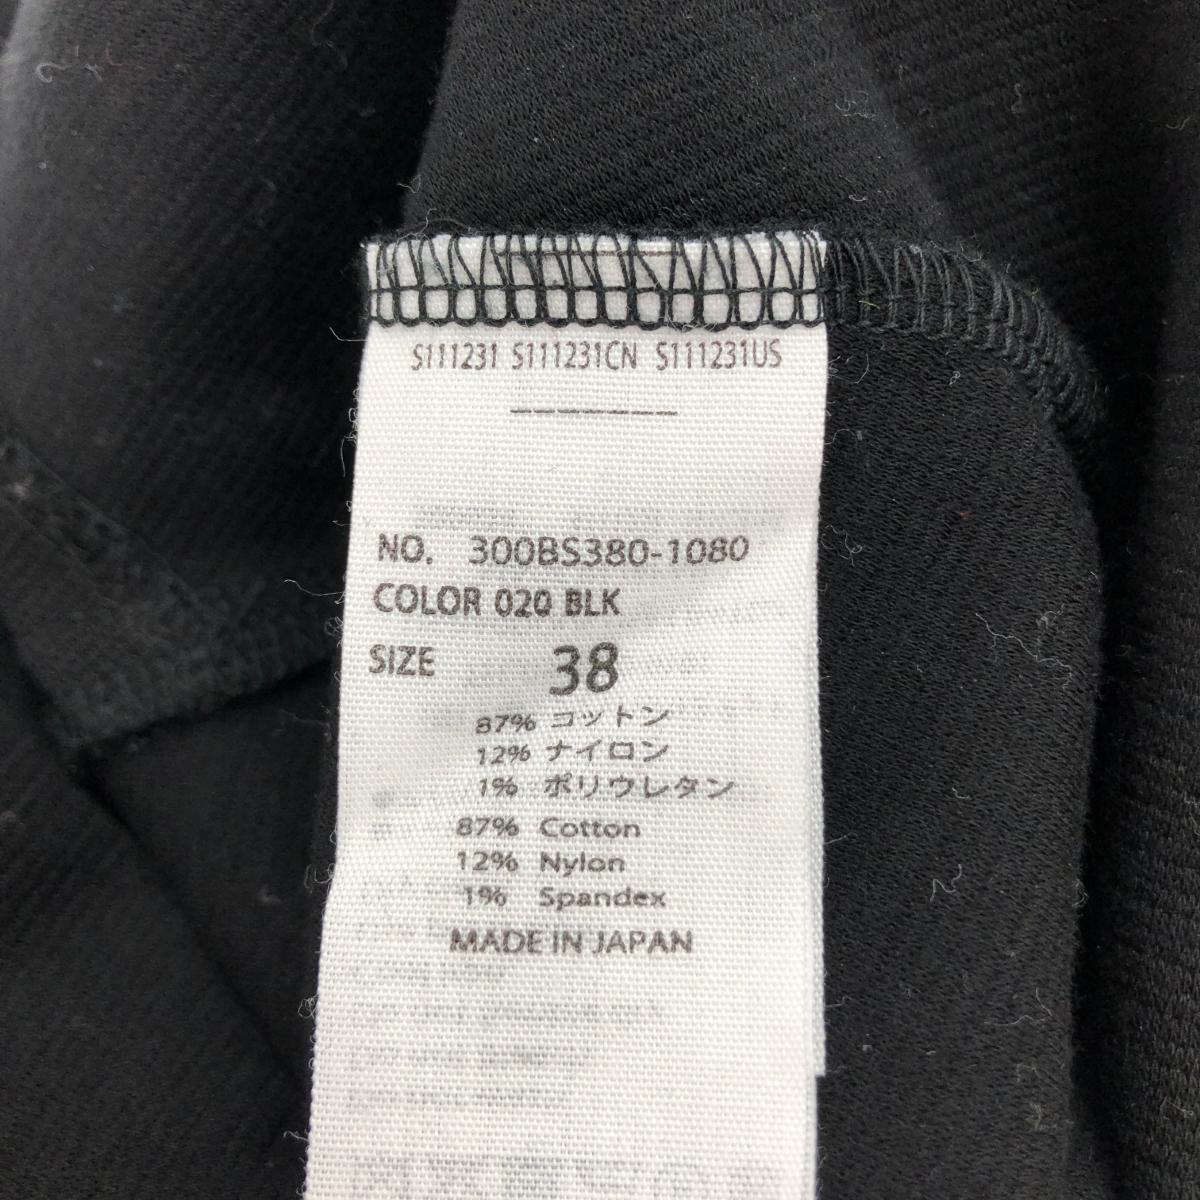 S111231 S111231CN S111231US
-------
NO. 300BS380-1080
COLOR 020 BLK
SIZE 38
87% コットン
12% ナイロン
1% ポリウレタン
87% Cotton
12% Nylon
1% Spandex
MADE IN JAPAN